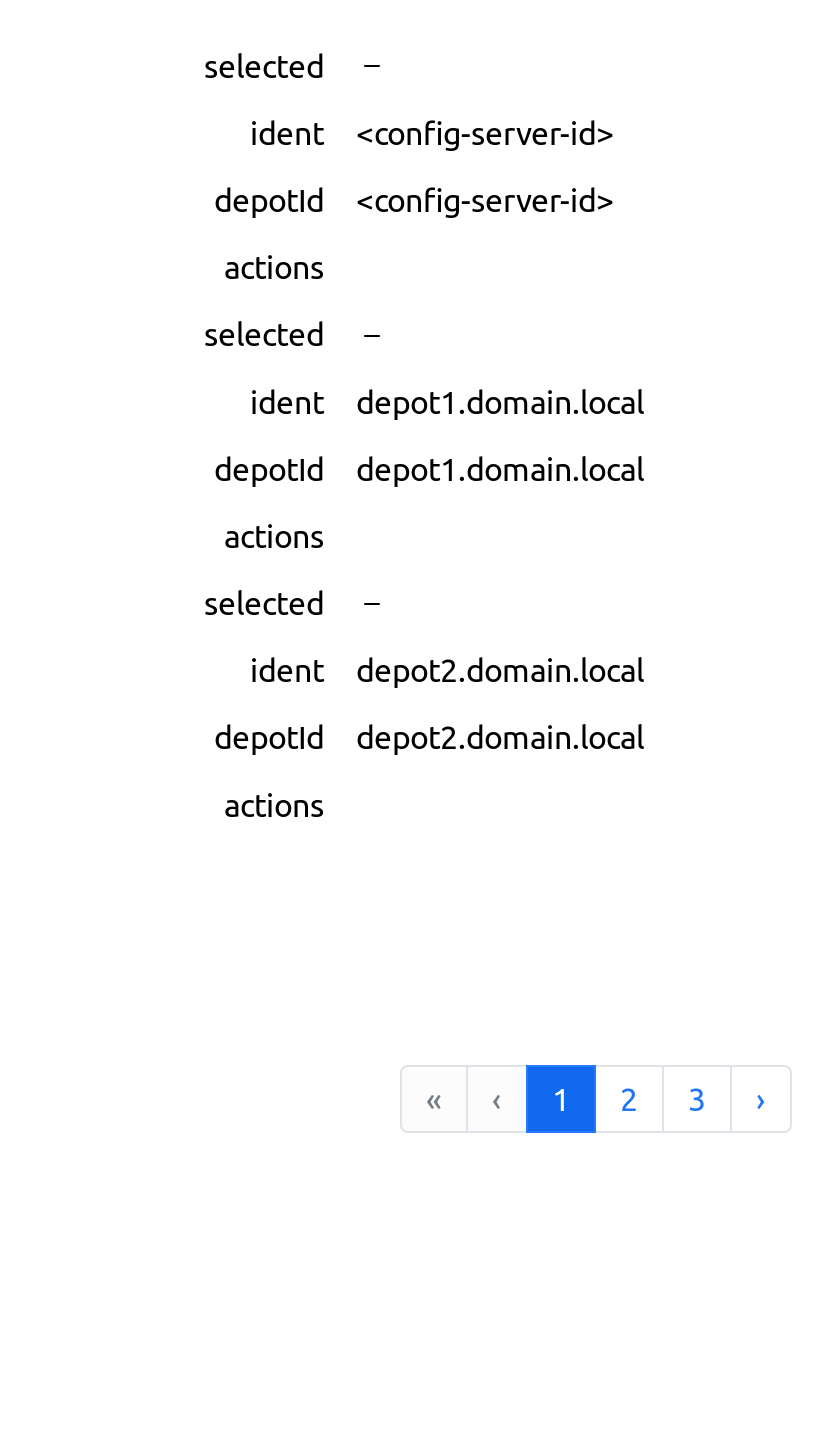 selected –
ident <config-server-id>
depotId <config-server-id>
actions
selected –
ident depot1.domain.local
depotId depot1.domain.local
actions
selected –
ident depot2.domain.local
depotId depot2.domain.local
actions
« ‹ 1 2 3 ›